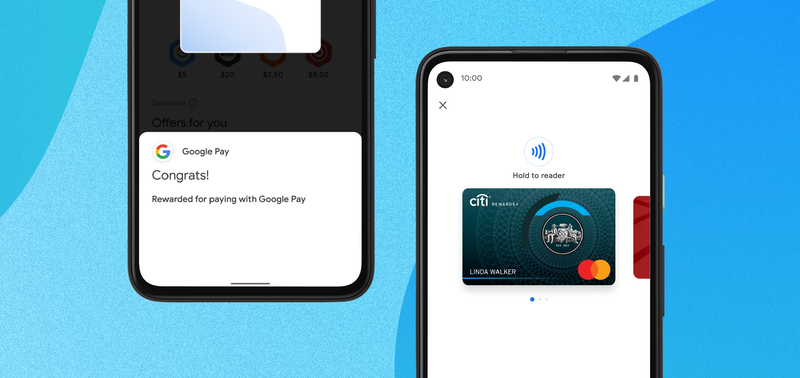 $5 $20 $2.50 $5.50
Sponsored
Offers for you
Google Pay
Congrats!
Rewarded for paying with Google Pay
10:00
Hold to reader
citi REWARDS+
LINDA WALKER